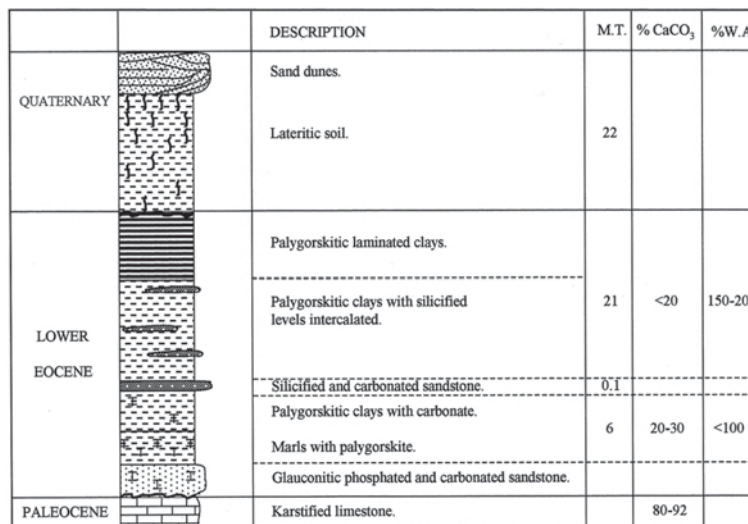 DESCRIPTION M.T. % CaCO3 %W.A
QUATERNARY
Sand dunes.
Lateritic soil. 22
LOWER
EOCENE
Palygorskitic laminated clays.
Palygorskitic clays with silicified
levels intercalated.
21 <20 150-20
Silicified and carbonated sandstone. 0.1
Palygorskitic clays with carbonate.
Marls with palygorskite.
6 20-30 <100
Glauconitic phosphated and carbonated sandstone.
PALEOCENE Karstified limestone. 80-92